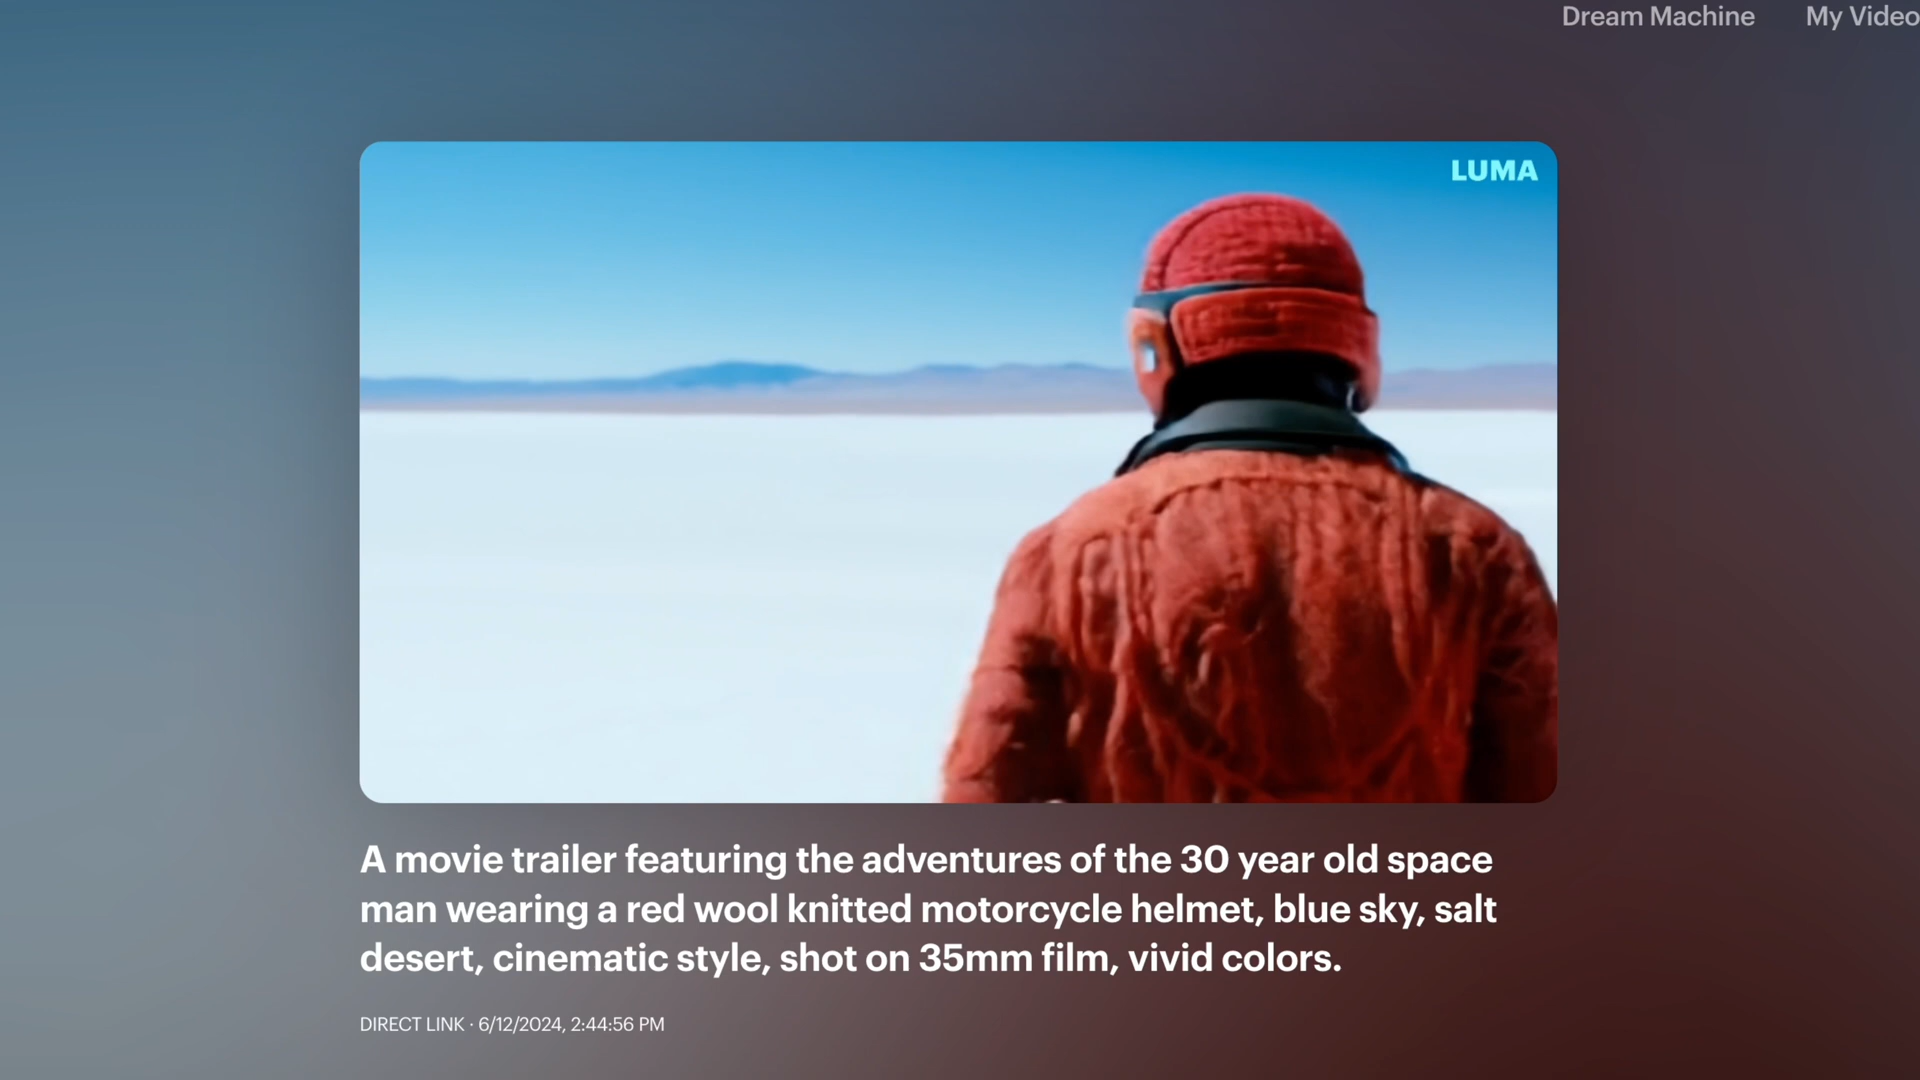 Dream Machine My Video
LUMA
A movie trailer featuring the adventures of the 30 year old space
man wearing a red wool knitted motorcycle helmet, blue sky, salt
desert, cinematic style, shot on 35mm film, vivid colors.
DIRECT LINK · 6/12/2024, 2:44:56 PM